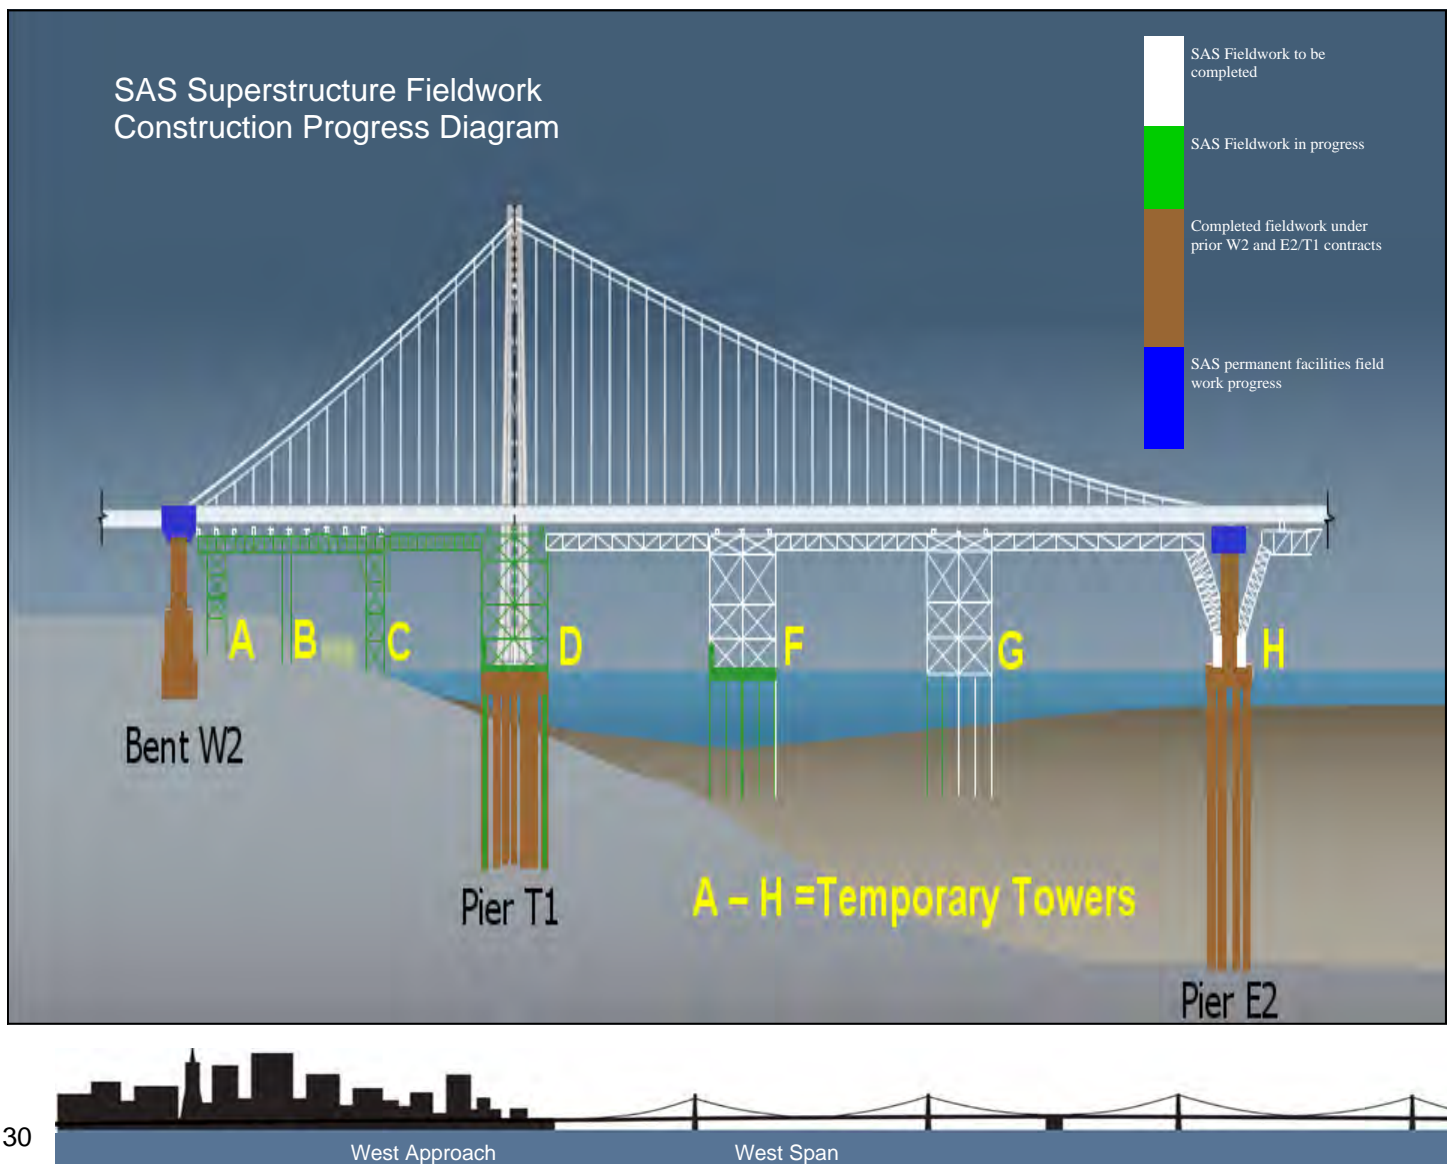 SAS Superstructure Fieldwork
Construction Progress Diagram
SAS Fieldwork to be
completed
SAS Fieldwork in progress
Completed fieldwork under
prior W2 and E2/T1 contracts
SAS permanent facilities field
work progress
A
B
C
D
F
G
H
Bent W2
Pier T1
A – H =Temporary Towers
Pier E2
30
West Approach
West Span